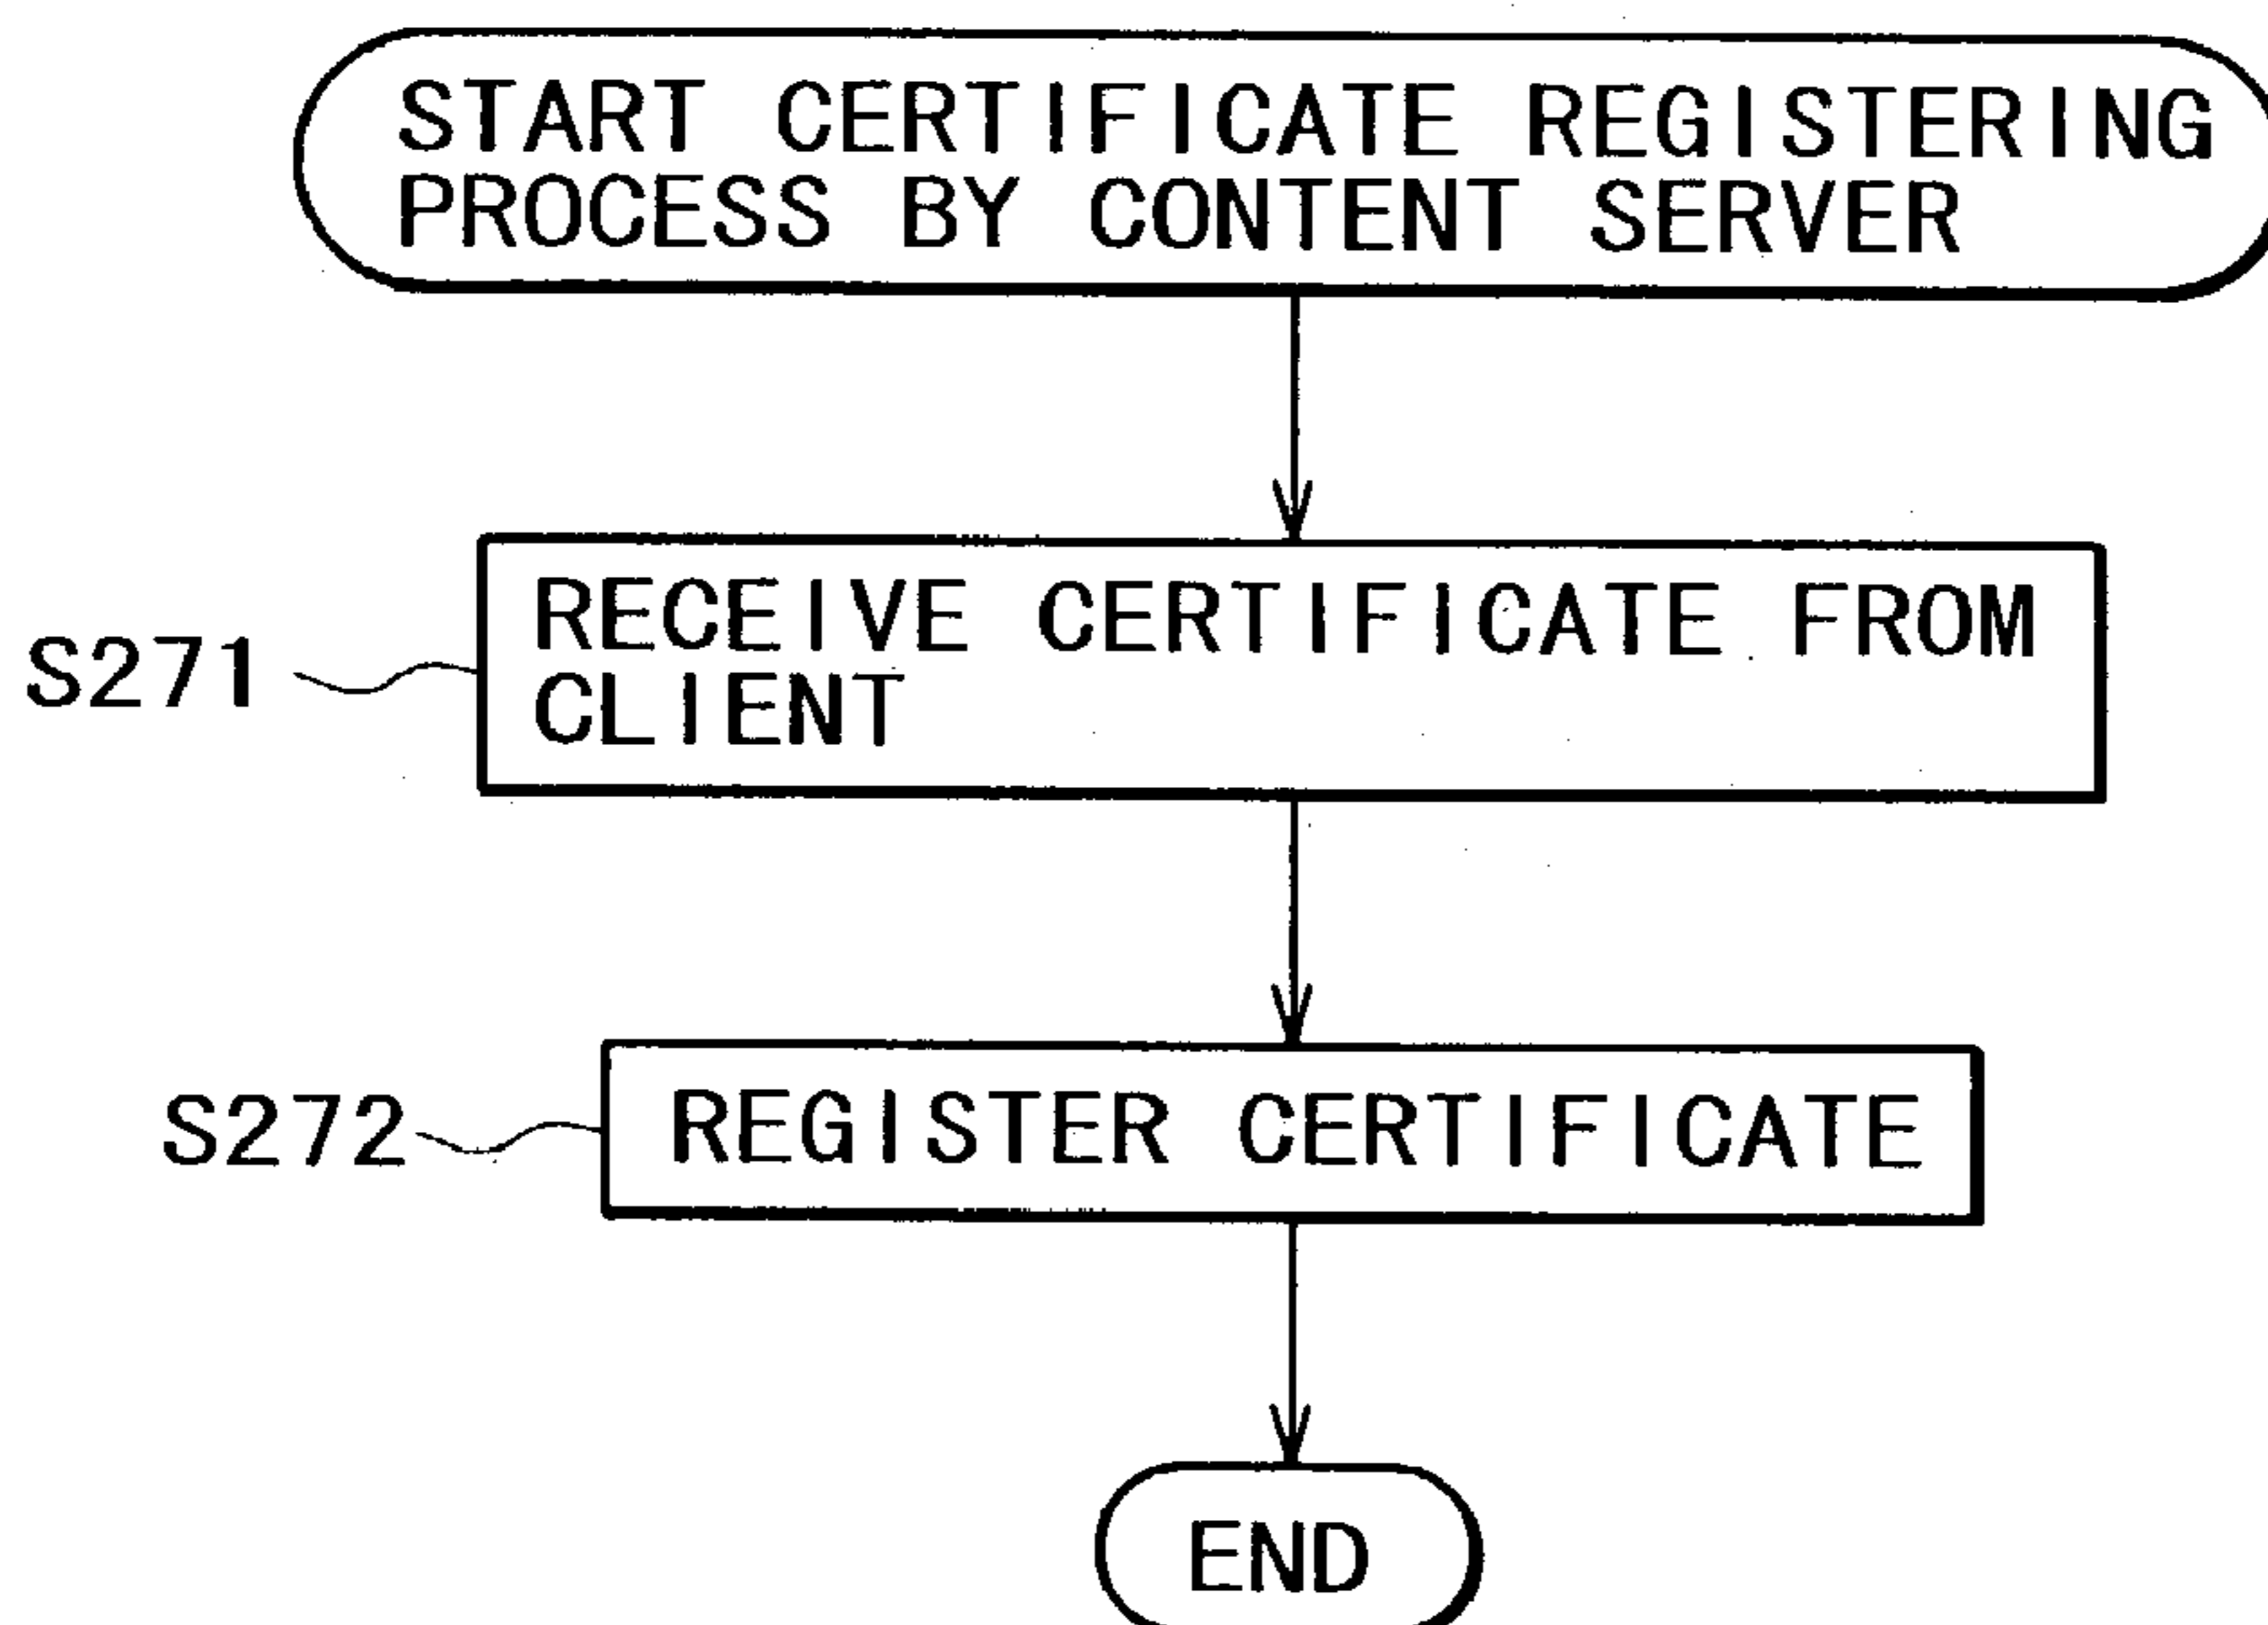 START CERTIFICATE REGISTERING
PROCESS BY CONTENT SERVER
S271
RECEIVE CERTIFICATE FROM
CLIENT
S272
REGISTER CERTIFICATE
END